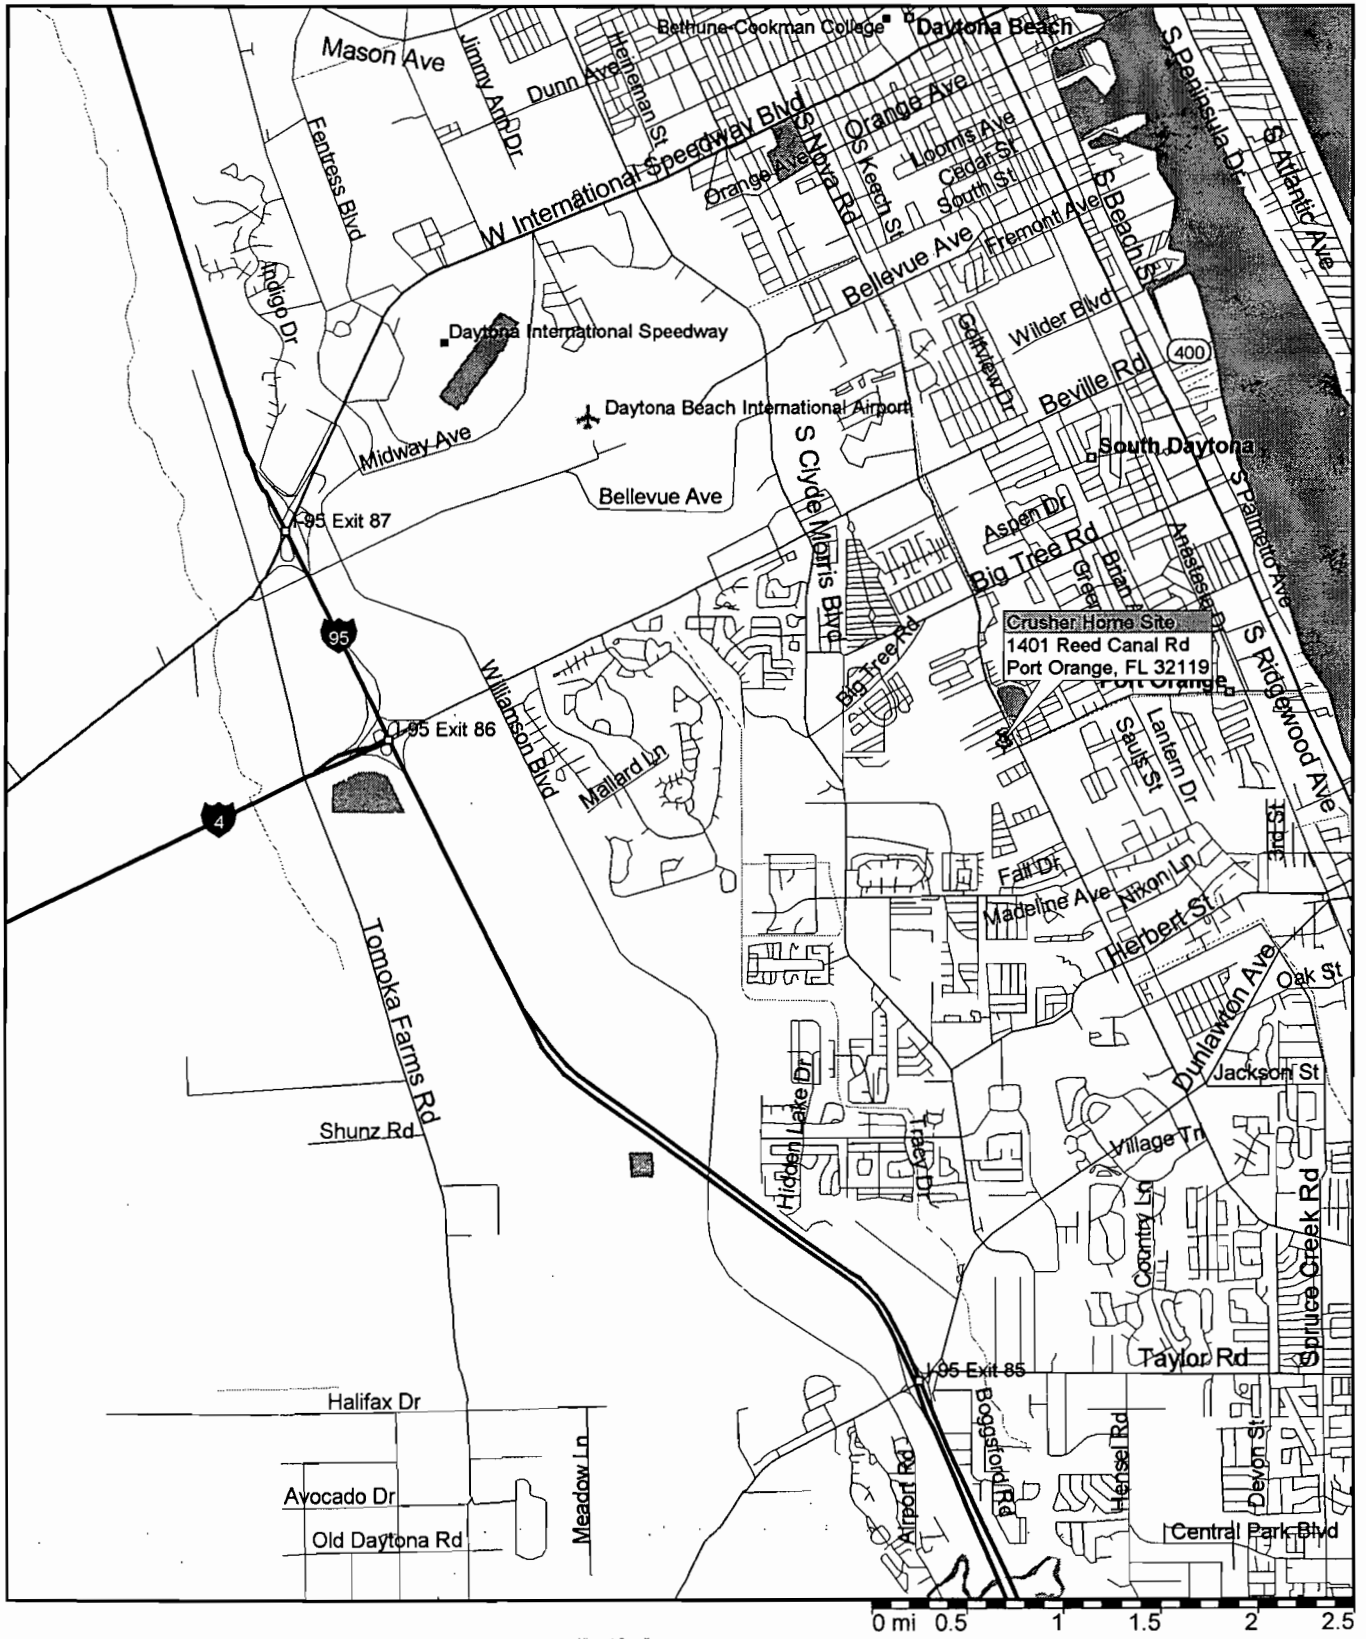 Bethune-Cookman College
Daytona Beach
Mason Ave
Jimmy Ann Dr
Dunn Ave
Heineman St
S Peninsula Dr
S Atlantic Ave
Fentress Blvd
W International Speedway Blvd
Orange Ave
S Nova Rd
Orange Ave
S Keech St
Loomis Ave
Cedar St
South St
Fremont Ave
S Beach St
Bellevue Ave
Indigo Dr
Daytona International Speedway
Golfview Dr
Wilder Blvd
400
Beville Rd
Daytona Beach International Airport
Midway Ave
S Clyde Morris Blvd
South Daytona
S Palmetto Ave
Bellevue Ave
I-95 Exit 87
Aspen Dr
Big Tree Rd
Anastasia Dr
Green
Brian A
95
Crusher Home Site
1401 Reed Canal Rd
Port Orange, FL 32119
Port Orange
S Ridgewood Ave
Big Tree Rd
Williamson Blvd
I-95 Exit 86
Mallard Ln
Sauls St
Lantern Dr
4
3rd St
Fall Dr
Madeline Ave
Nixon Ln
Herbert St
Tomoka Farms Rd
Dunlawton Ave
Oak St
Jackson St
Shunz Rd
Hidden Lake Dr
Tracy Dr
Village Trl
Country Ln
Spruce Creek Rd
I-95 Exit 85
Taylor Rd
Halifax Dr
Meadow Ln
Airport Rd
Boggsford Rd
Hensel Rd
Devon St
Avocado Dr
Old Daytona Rd
Central Park Blvd
0 mi 0.5 1 1.5 2 2.5